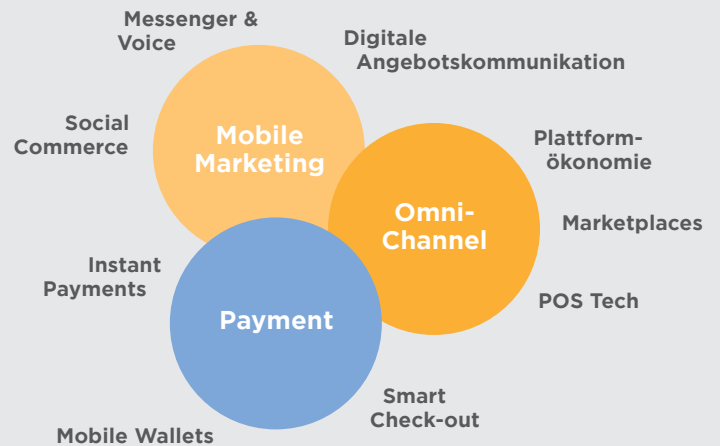 Messenger &
Voice
Digitale
Angebotskommunikation
Social
Commerce
Mobile
Marketing
Plattform-
ökonomie
Omni-
Channel
Marketplaces
Instant
Payments
POS Tech
Payment
Smart
Check-out
Mobile Wallets